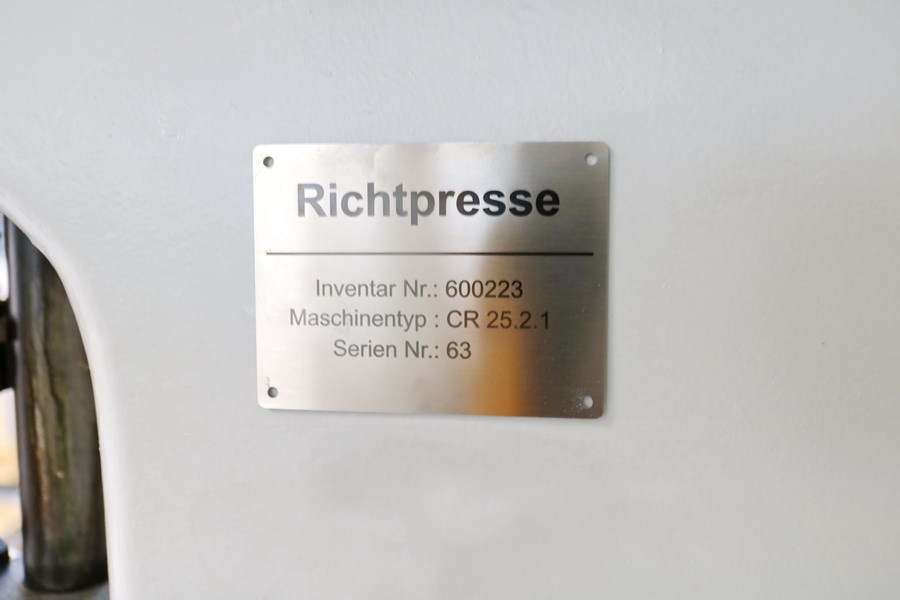 Richtpresse
Inventar Nr.: 600223
Maschinentyp : CR 25.2.1
Serien Nr.: 63